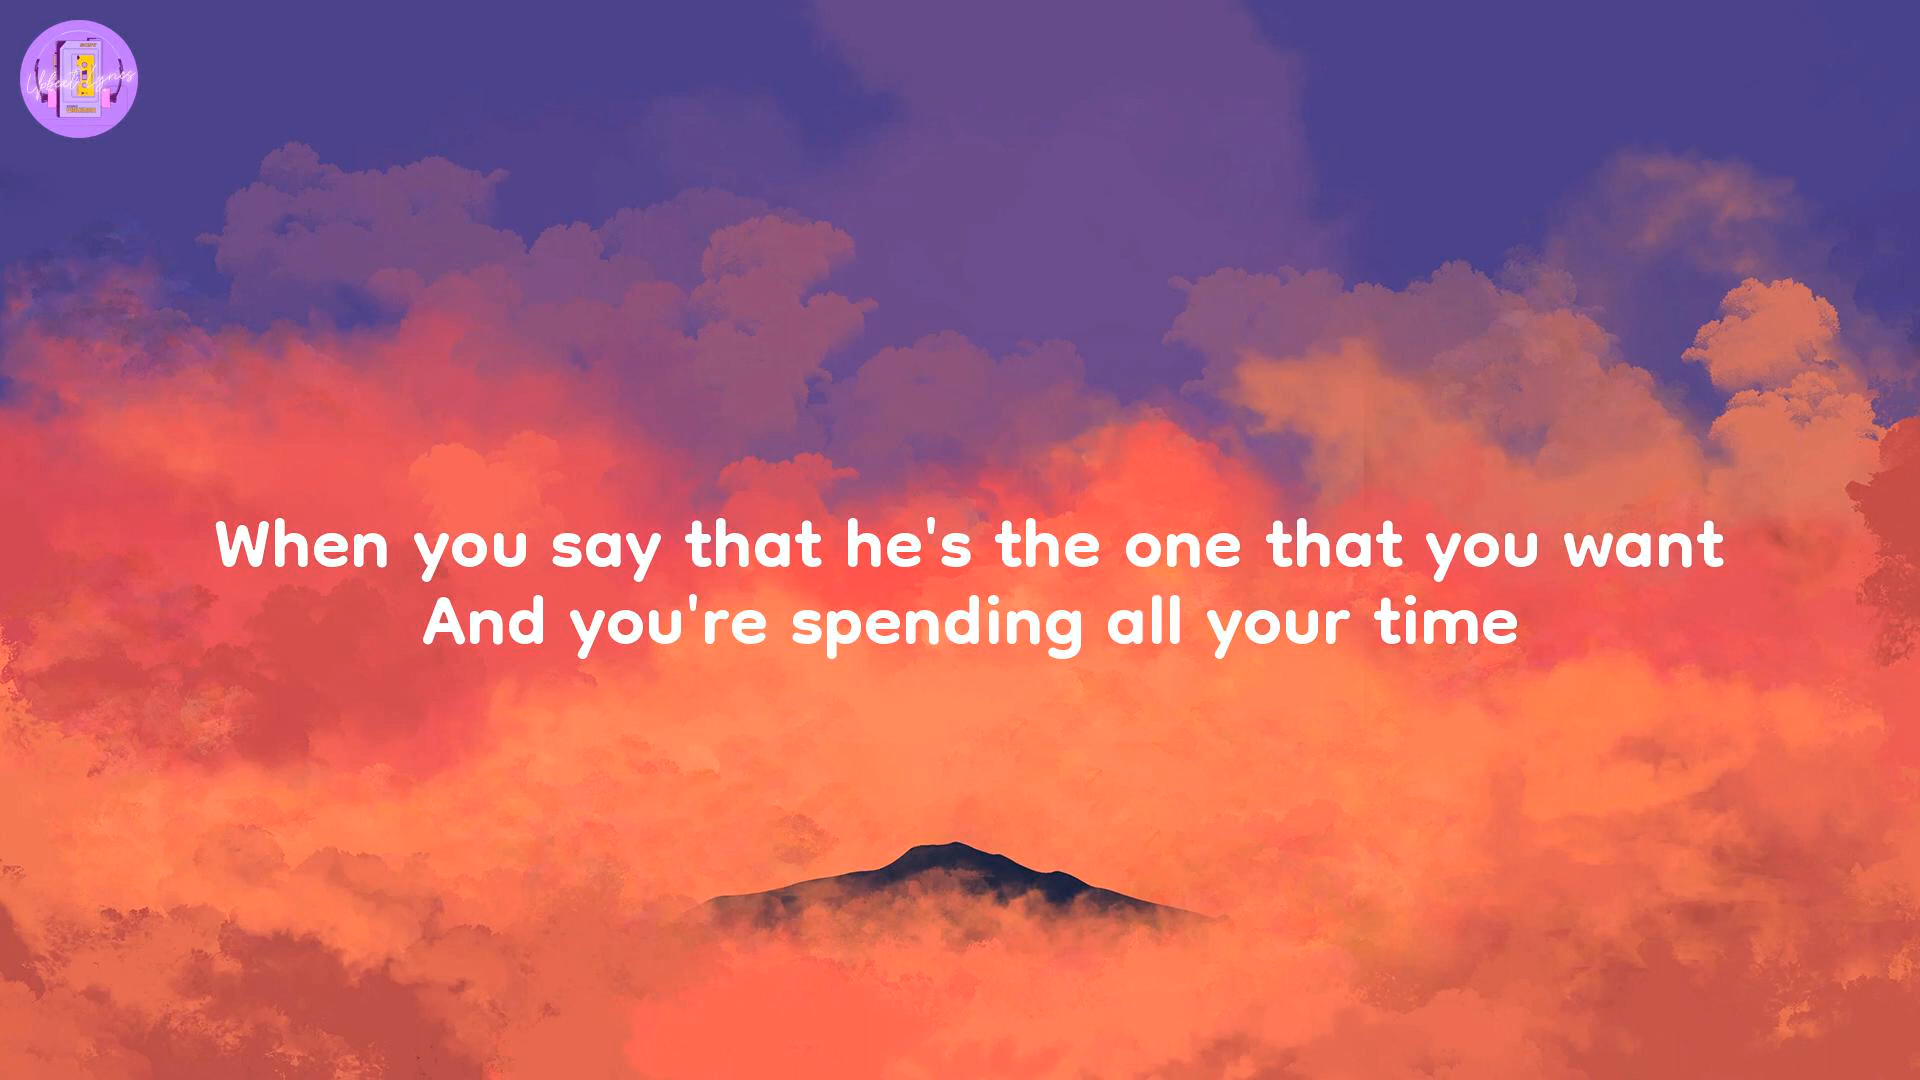 When you say that he's the one that you want
And you're spending all your time